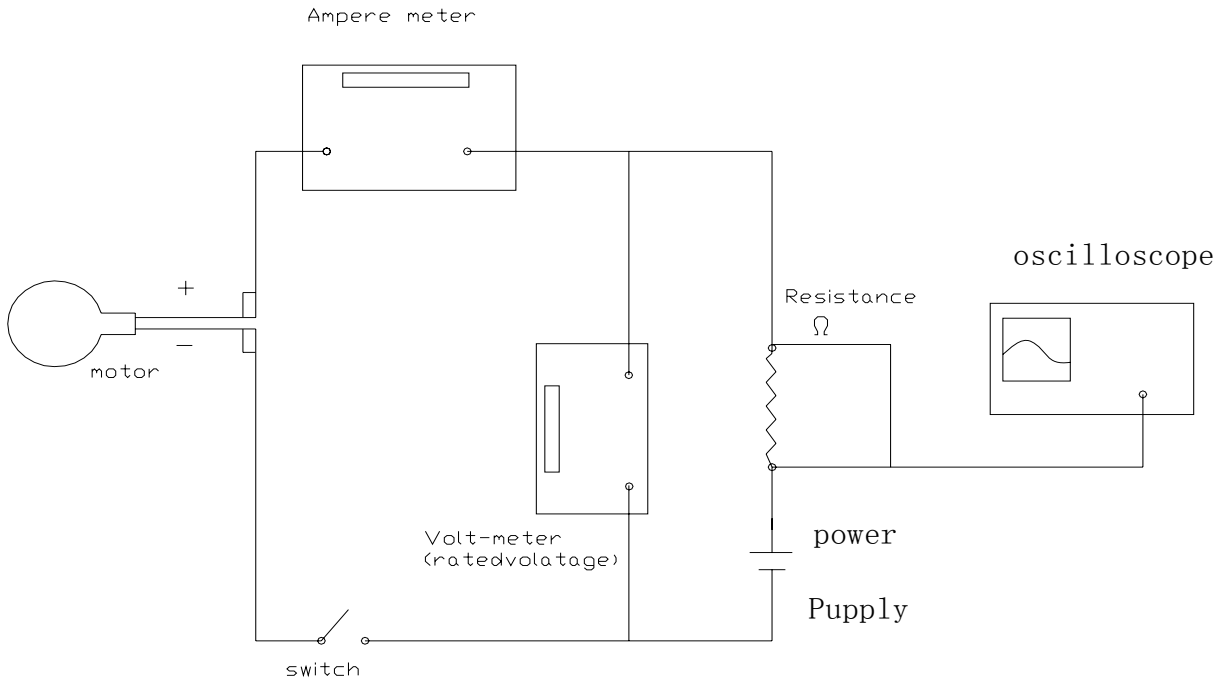 Ampere meter
oscilloscope
+
Resistance
Ω
−
motor
Volt-meter
(ratedvolatage)
power
Pupply
switch